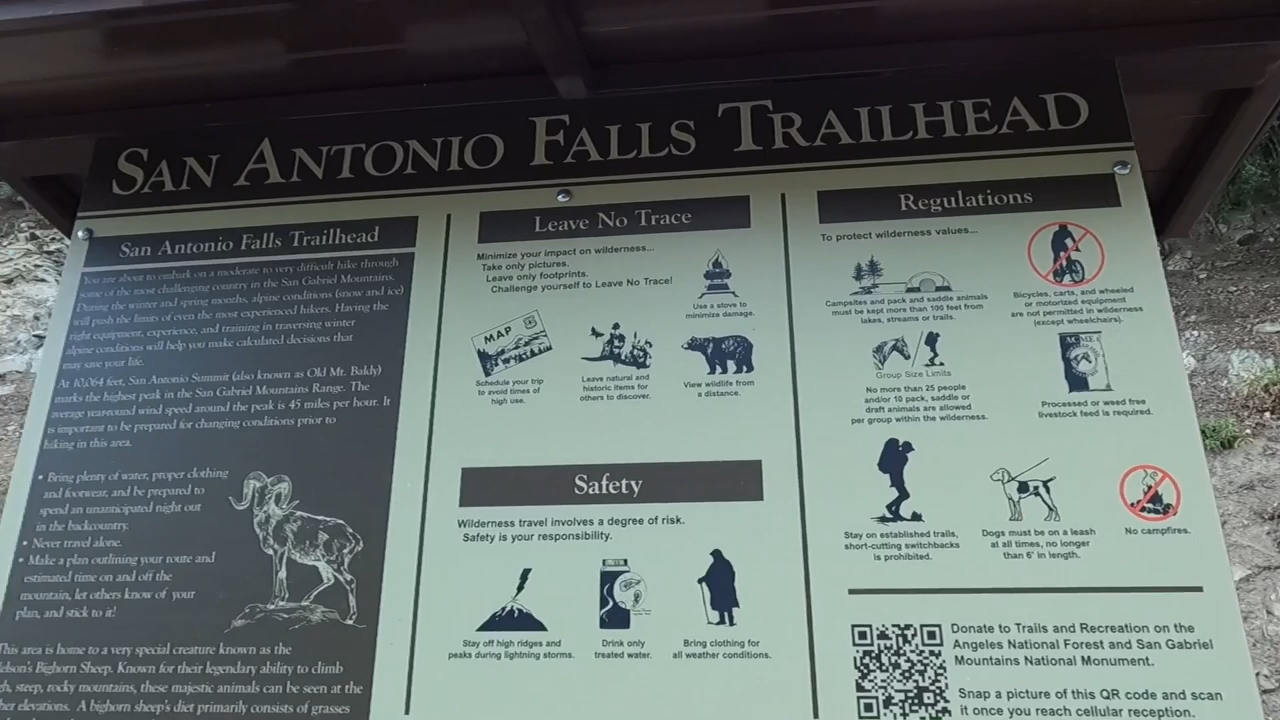 SAN ANTONIO FALLS TRAILHEAD
San Antonio Falls Trailhead
You are about to embark on a moderate to very difficult hike through
some of the most challenging country in the San Gabriel Mountains.
During the winter and spring months, alpine conditions (snow and ice)
will push the limits of even the most experienced hikers. Having the
right equipment, experience, and training in traversing winter
alpine conditions will help you make calculated decisions that
may save your life.
At 10,064 feet, San Antonio Summit (also known as Old Mt. Baldy)
marks the highest peak in the San Gabriel Mountains Range. The
average year-round wind speed around the peak is 45 miles per hour. It
is important to be prepared for changing conditions prior to
hiking in this area.
• Bring plenty of water, proper clothing
and footwear, and be prepared to
spend an unanticipated night out
in the backcountry.
• Never travel alone.
• Make a plan outlining your route and
estimated time on and off the
mountain, let others know of your
plan, and stick to it!
This area is home to a very special creature known as the
Bighorn Sheep. Known for their legendary ability to climb
steep, rocky mountains, these majestic animals can be seen at the
elevations. A bighorn sheep's diet primarily consists of grasses
Leave No Trace
Minimize your impact on wilderness...
Take only pictures.
Leave only footprints.
Challenge yourself to Leave No Trace!
Use a stove to
minimize damage.
MAP
Schedule your trip
to avoid times of
high use.
Leave natural and
historic items for
others to discover.
View wildlife from
a distance.
Safety
Wilderness travel involves a degree of risk.
Safety is your responsibility.
Stay off high ridges and
peaks during lightning storms.
Drink only
treated water.
Bring clothing for
all weather conditions.
Regulations
To protect wilderness values...
Campsites and pack and saddle animals
must be kept more than 100 feet from
lakes, streams or trails.
Bicycles, carts, and wheeled
or motorized equipment
are not permitted in wilderness
(except wheelchairs).
Group Size Limits
No more than 25 people
and/or 10 pack, saddle or
draft animals are allowed
per group within the wilderness.
ACME
Processed or weed free
livestock feed is required.
Stay on established trails,
short-cutting switchbacks
is prohibited.
Dogs must be on a leash
at all times, no longer
than 6' in length.
No campfires.
Donate to Trails and Recreation on the
Angeles National Forest and San Gabriel
Mountains National Monument.
Snap a picture of this QR code and scan
it once you reach cellular reception.